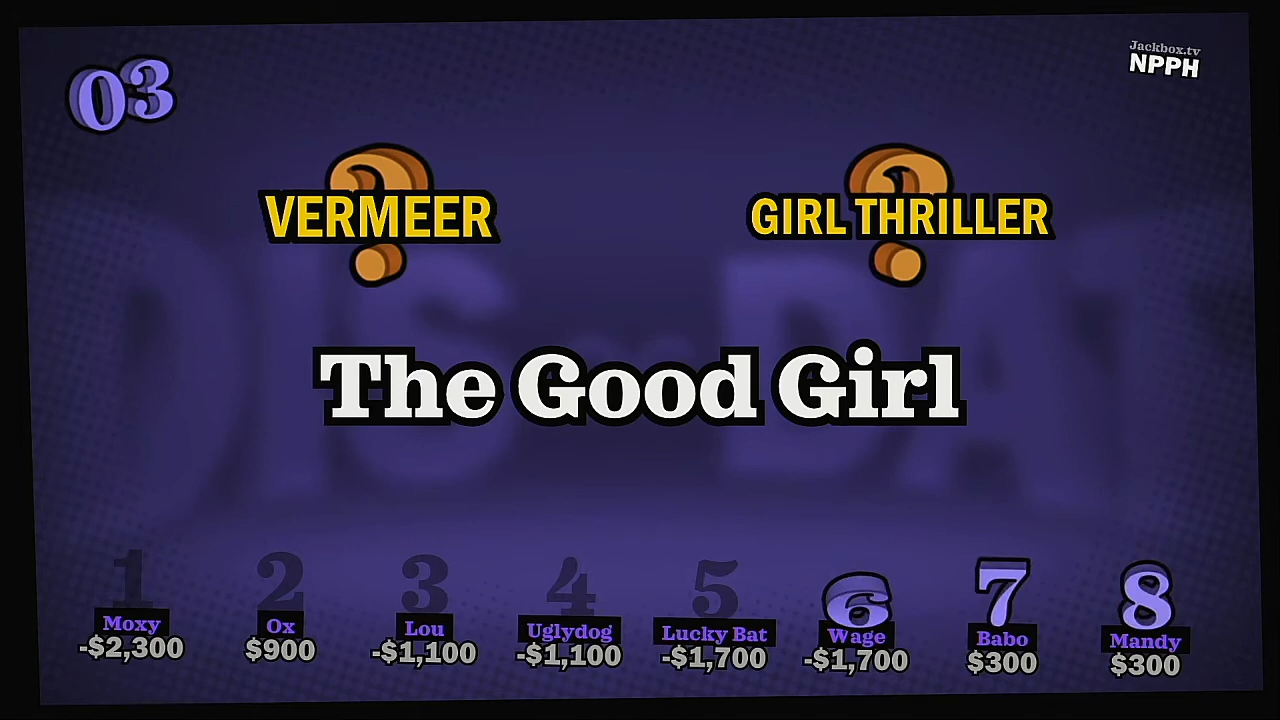 03
Jackbox.tv
NPPH
VERMEER
GIRL THRILLER
The Good Girl
DIS DAT
1 2 3 4 5 6 7 8
Moxy Ox Lou Uglydog Lucky Bat Wage Babo Mandy
-$2,300 $900 -$1,100 -$1,100 -$1,700 -$1,700 $300 $300